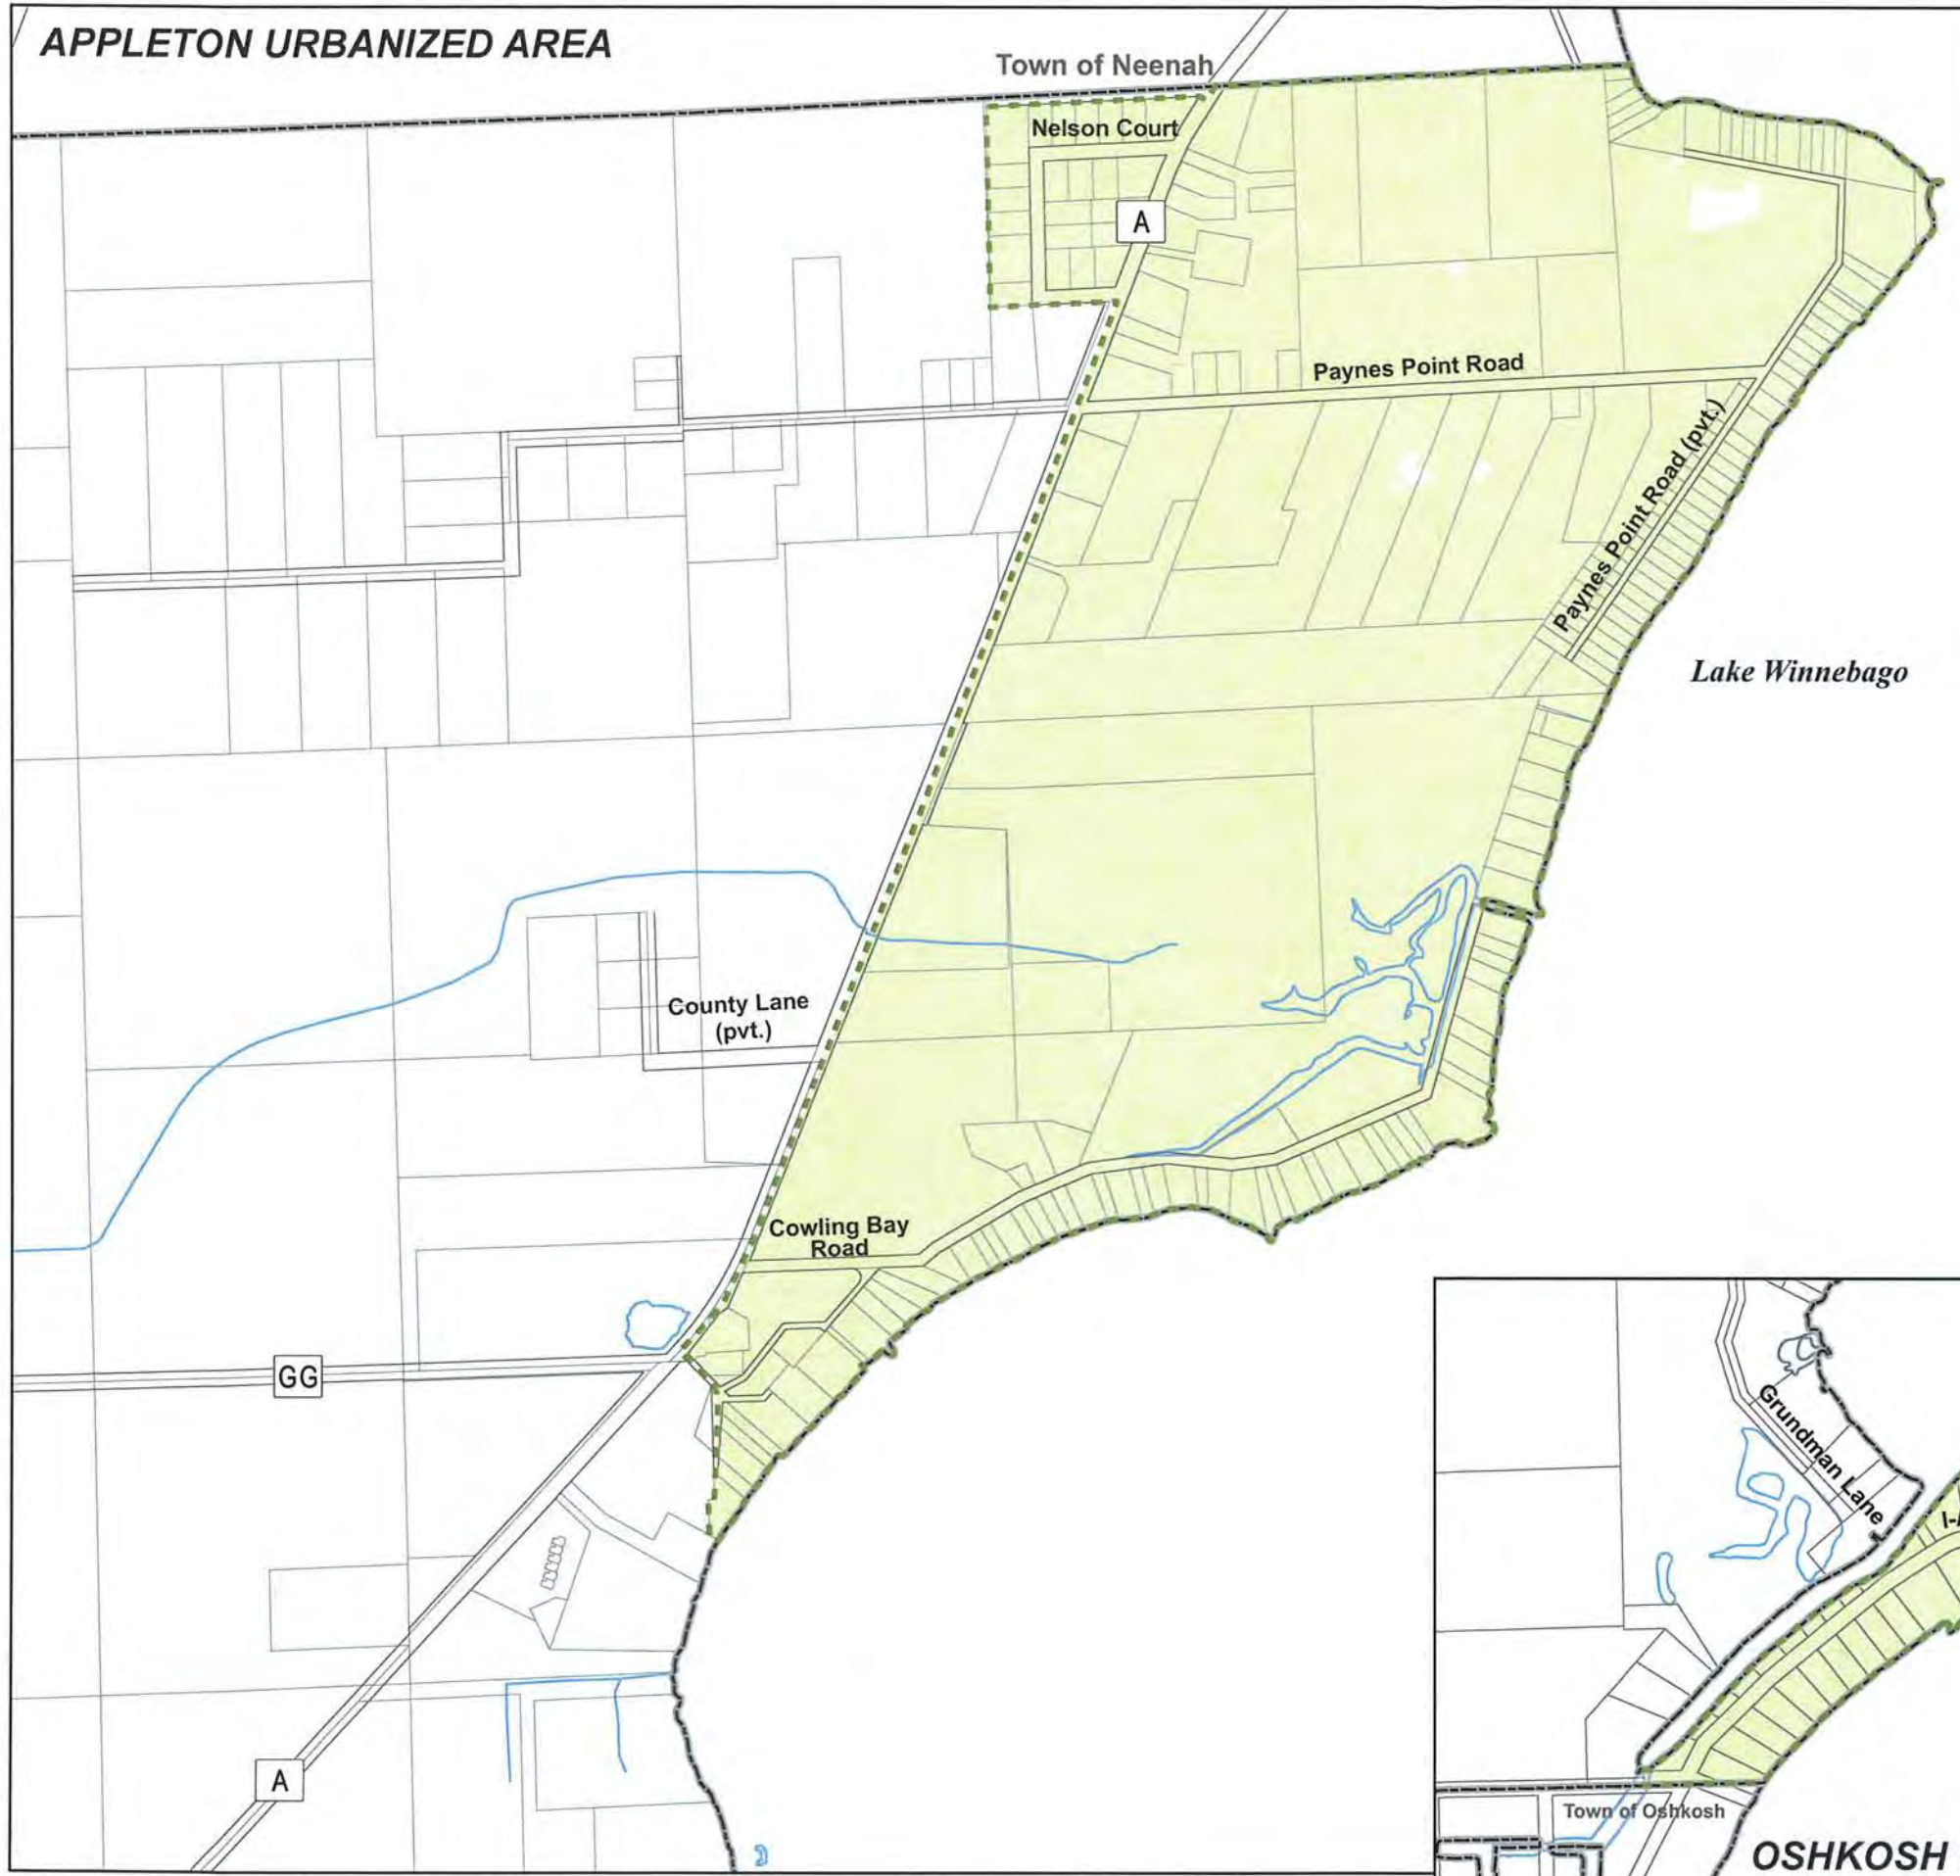 APPLETON URBANIZED AREA
Town of Neenah
Nelson Court
A
Paynes Point Road
Paynes Point Road (pvt.)
Lake Winnebago
County Lane
(pvt.)
Cowling Bay
Road
GG
A
Grundman Lane
Town of Oshkosh
OSHKOSH